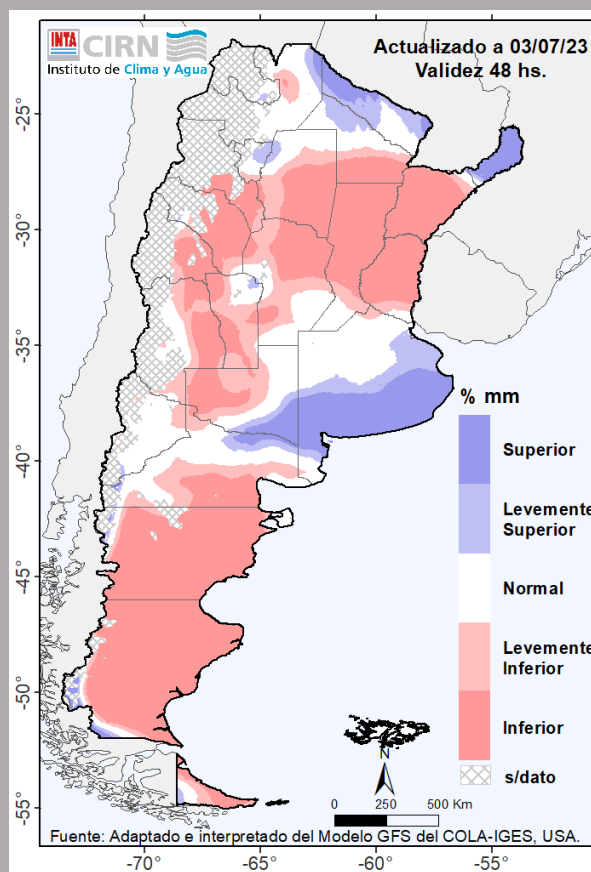 INTA CIRN
Instituto de Clima y Agua
Actualizado a 03/07/23
Validez 48 hs.
-25°
-30°
-35°
-40°
-45°
-50°
-55°
% mm
Superior
Levemente
Superior
Normal
Levemente
Inferior
Inferior
s/dato
N
0 250 500 Km
Fuente: Adaptado e interpretado del Modelo GFS del COLA-IGES, USA.
-70° -65° -60° -55°